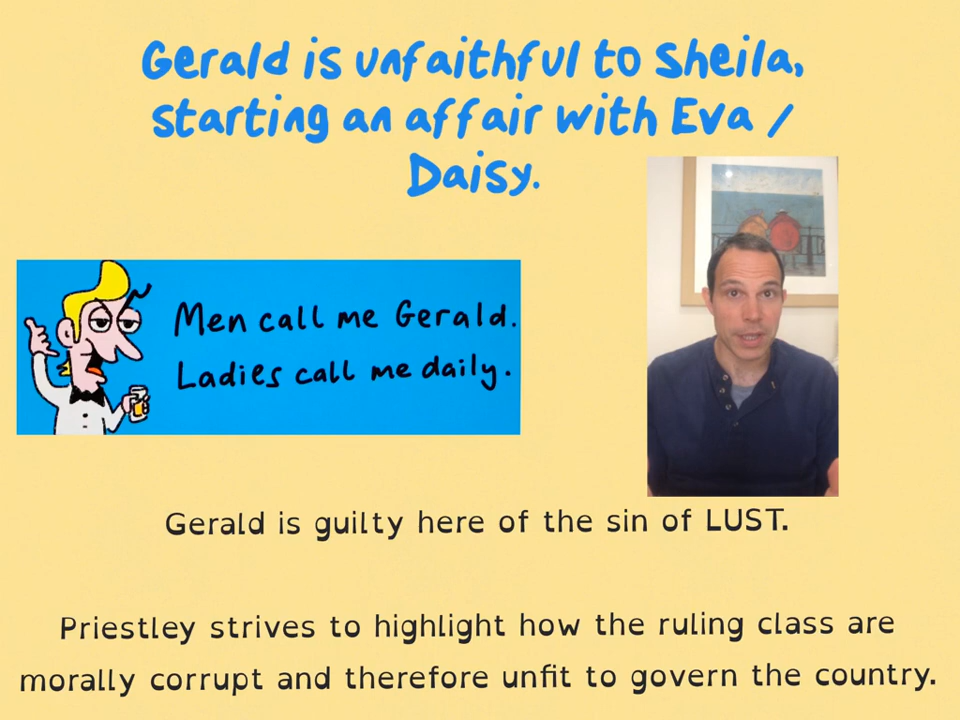 Gerald is unfaithful to Sheila,
starting an affair with Eva /
Daisy.
Men call me Gerald.
Ladies call me daily.
Gerald is guilty here of the sin of LUST.
Priestley strives to highlight how the ruling class are
morally corrupt and therefore unfit to govern the country.